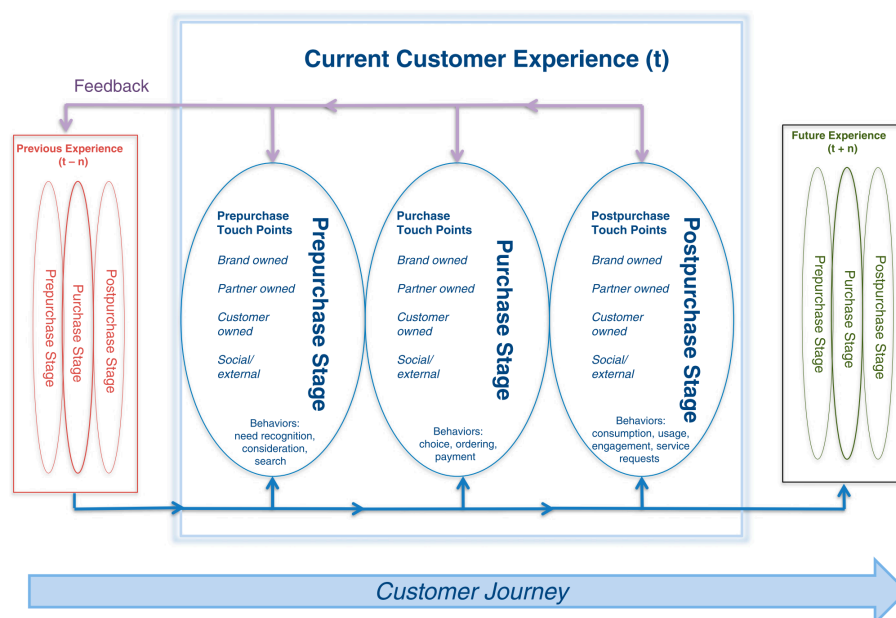 Current Customer Experience (t)
Feedback
Previous Experience
(t – n)
Prepurchase Stage
Purchase Stage
Postpurchase Stage
Prepurchase
Touch Points
Brand owned
Partner owned
Customer
owned
Social/
external
Prepurchase Stage
Behaviors:
need recognition,
consideration,
search
Purchase
Touch Points
Brand owned
Partner owned
Customer
owned
Social/
external
Purchase Stage
Behaviors:
choice, ordering,
payment
Postpurchase
Touch Points
Brand owned
Partner owned
Customer
owned
Social/
external
Postpurchase Stage
Behaviors:
consumption, usage,
engagement, service
requests
Future Experience
(t + n)
Prepurchase Stage
Purchase Stage
Postpurchase Stage
Customer Journey